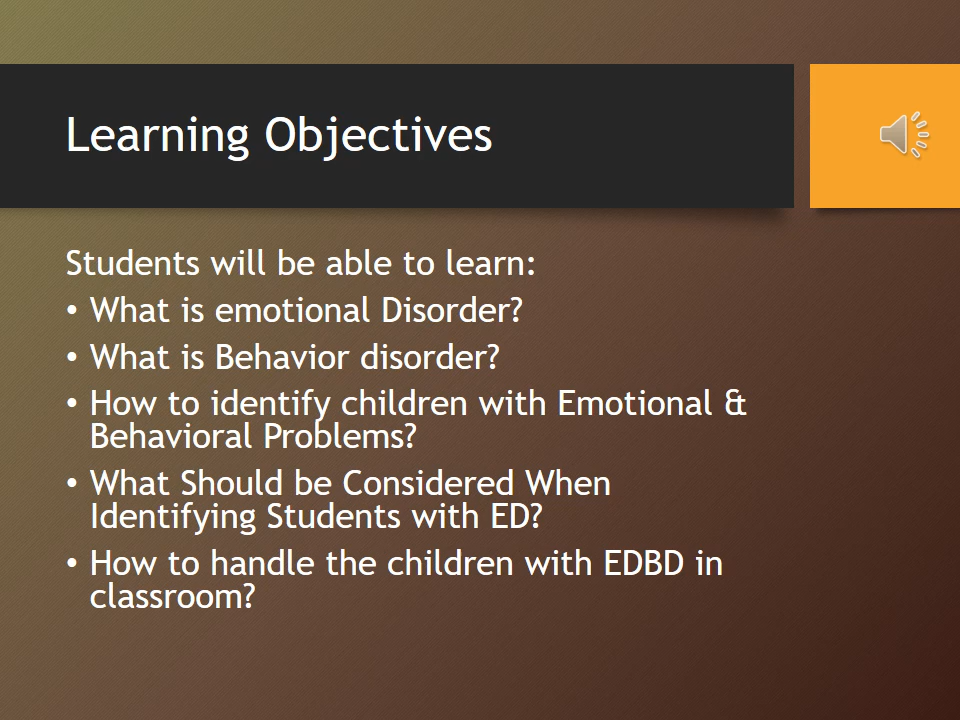 Learning Objectives
Students will be able to learn:
• What is emotional Disorder?
• What is Behavior disorder?
• How to identify children with Emotional &
Behavioral Problems?
• What Should be Considered When
Identifying Students with ED?
• How to handle the children with EDBD in
classroom?